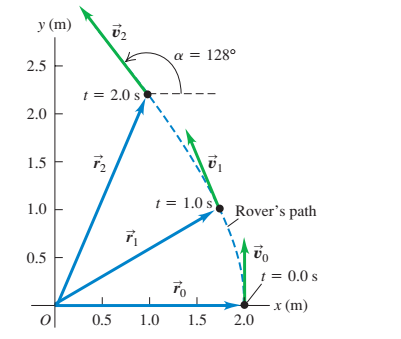 y (m)
v⃗₂
α = 128°
2.5
t = 2.0 s
2.0
1.5
r⃗₂
v⃗₁
t = 1.0 s
1.0
Rover's path
r⃗₁
v⃗₀
0.5
t = 0.0 s
r⃗₀
x (m)
O
0.5 1.0 1.5 2.0